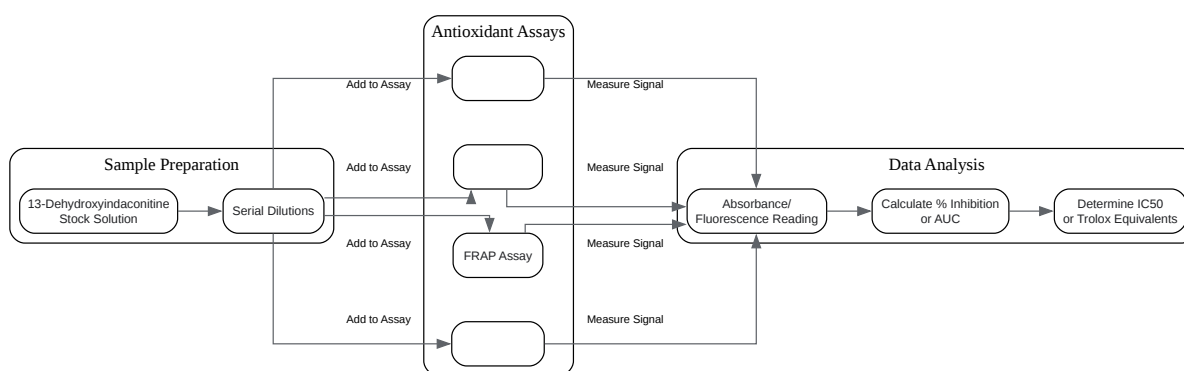 Antioxidant Assays
Add to Assay
Measure Signal
Sample Preparation
Add to Assay
Measure Signal
Data Analysis
13-Dehydroxyindaconitine
Stock Solution
Serial Dilutions
Absorbance/
Fluorescence Reading
Calculate % Inhibition
or AUC
Determine IC50
or Trolox Equivalents
Add to Assay
FRAP Assay
Measure Signal
Add to Assay
Measure Signal